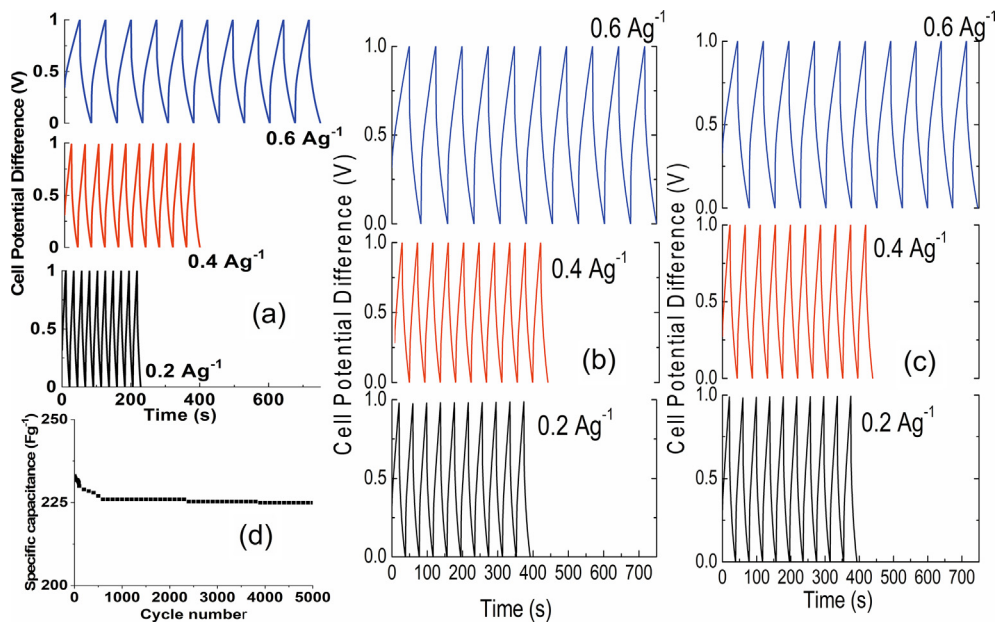 Cell Potential Difference (V)
1
0.5
0
0.6 Ag-1
1
0.5
0
0.4 Ag-1
1
0.5
0
0.2 Ag-1
(a)
0 200 400 600
Time (s)
Specific capacitance (Fg-1)
250
225
200
(d)
0 1000 2000 3000 4000 5000
Cycle number
Cell Potential Difference (V)
0.6 Ag-1
1.0
0.5
0.0
0.4 Ag-1
1.0
0.5
0.0
(b)
0.2 Ag-1
1.0
0.5
0.0
0 100 200 300 400 500 600 700
Time (s)
Cell Potential Difference (V)
0.6 Ag-1
1.0
0.5
0.0
0.4 Ag-1
1.0
0.5
0.0
(c)
0.2 Ag-1
1.0
0.5
0.0
0 100 200 300 400 500 600 700
Time (s)